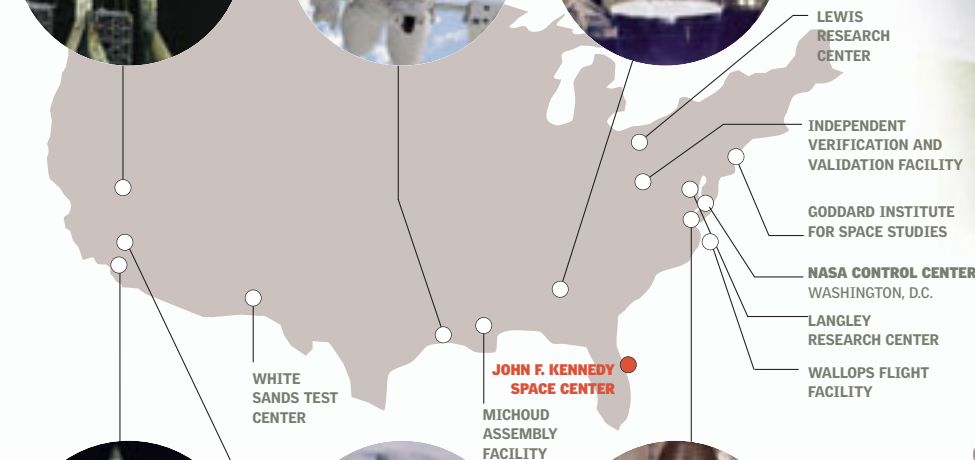 LEWIS
RESEARCH
CENTER
INDEPENDENT
VERIFICATION AND
VALIDATION FACILITY
GODDARD INSTITUTE
FOR SPACE STUDIES
NASA CONTROL CENTER
WASHINGTON, D.C.
LANGLEY
RESEARCH CENTER
WALLOPS FLIGHT
FACILITY
JOHN F. KENNEDY
SPACE CENTER
WHITE
SANDS TEST
CENTER
MICHOUD
ASSEMBLY
FACILITY